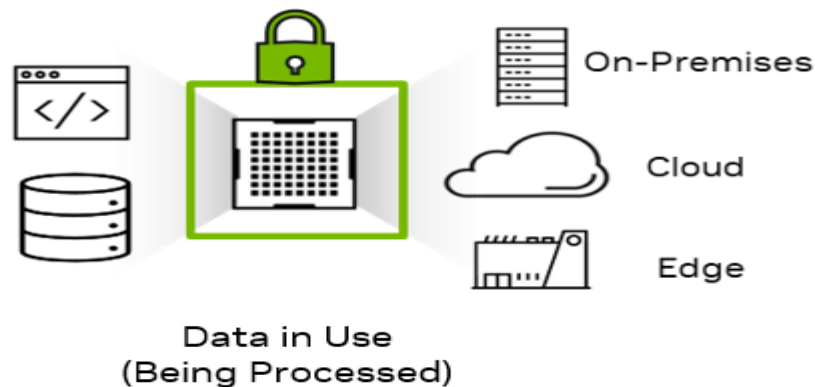 </>
On-Premises
Cloud
Edge
Data in Use
(Being Processed)